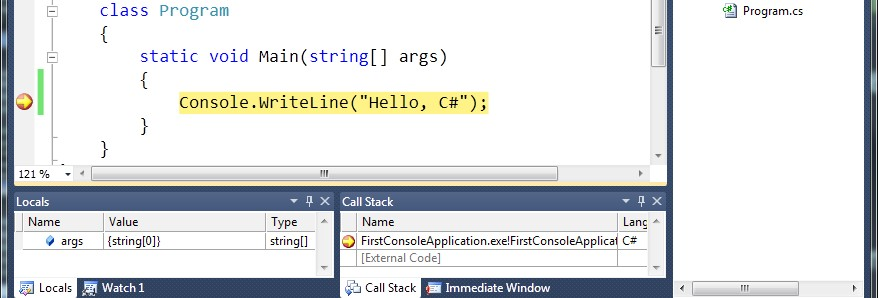 class Program
{
static void Main(string[] args)
{
Console.WriteLine("Hello, C#");
}
}
Program.cs
121 %
Locals
Name Value Type
args {string[0]} string[]
Locals Watch 1
Call Stack
Name Lang
FirstConsoleApplication.exe!FirstConsoleApplicat C#
[External Code]
Call Stack Immediate Window